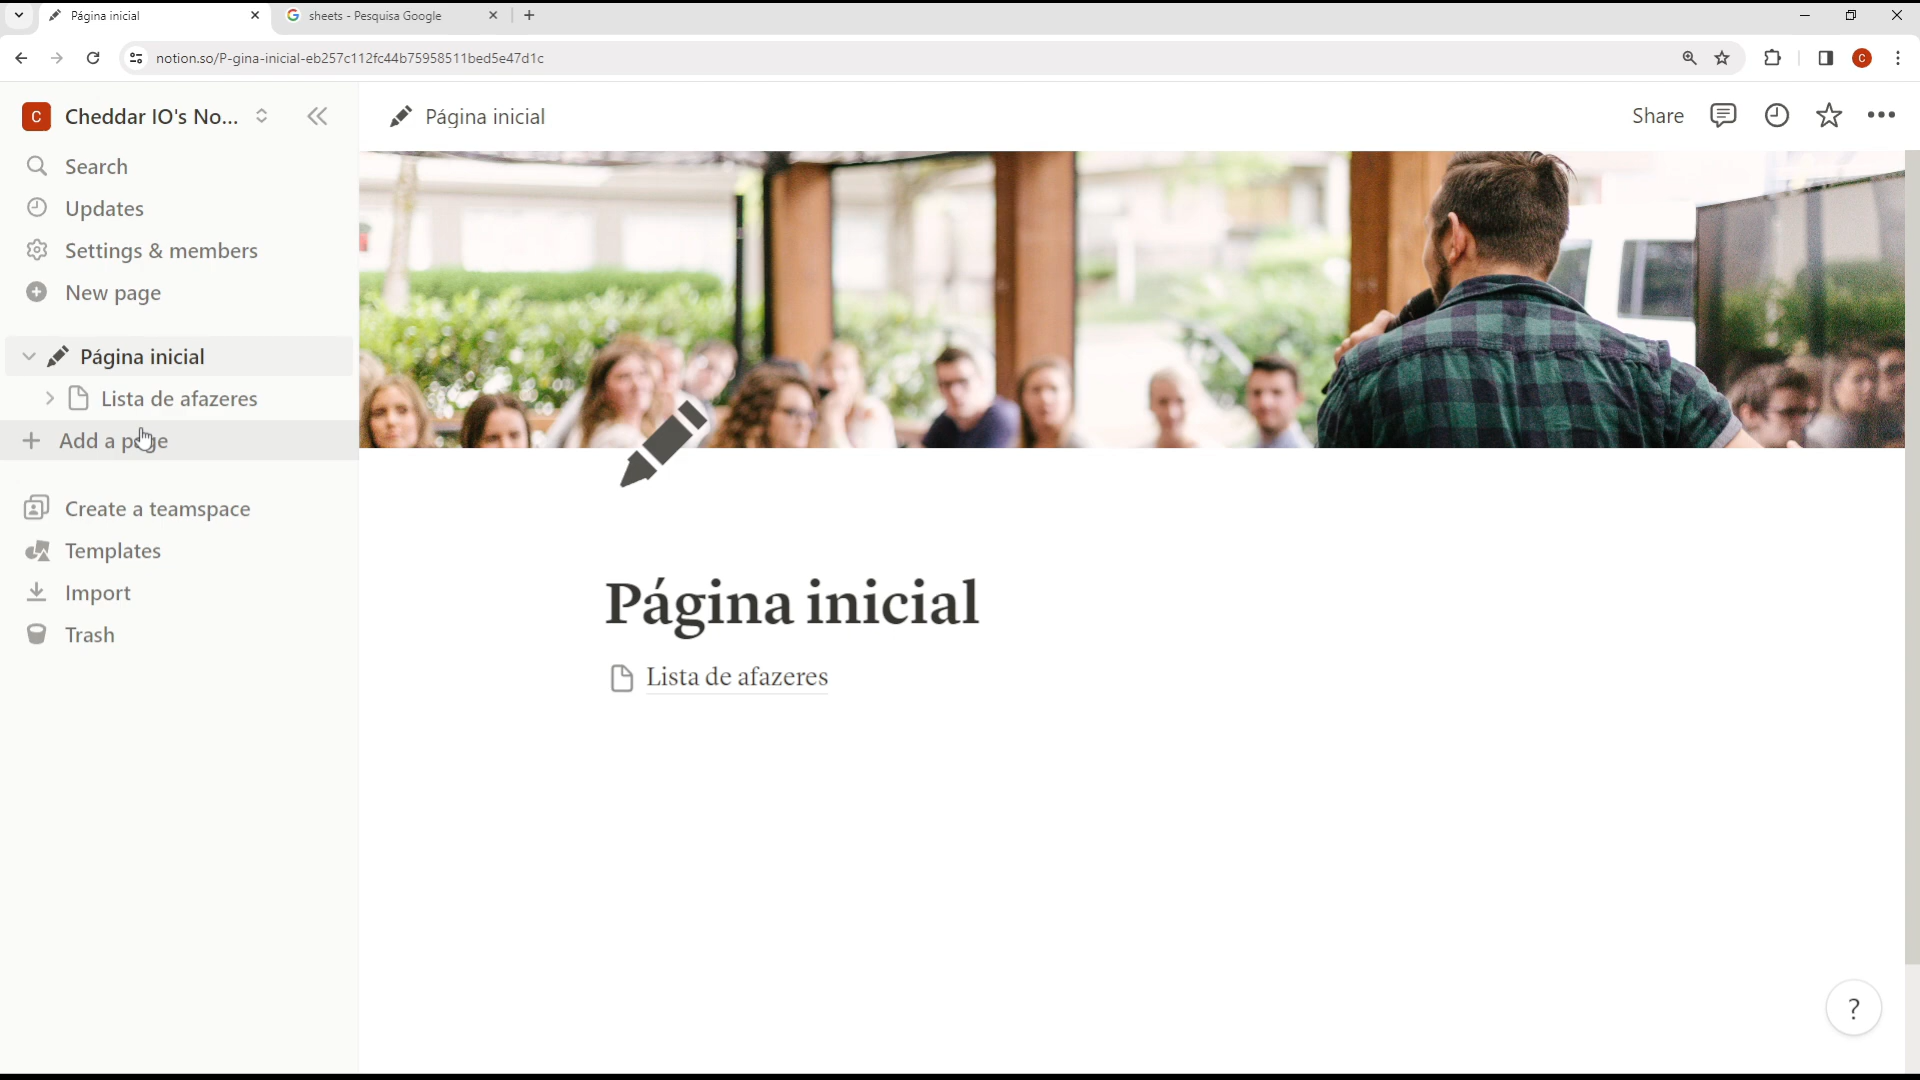 Página inicial
sheets - Pesquisa Google
notion.so/P-gina-inicial-eb257c112fc44b75958511bed5e47d1c
C
C Cheddar IO's No...
Página inicial
Share
Search
Updates
Settings & members
New page
Página inicial
Lista de afazeres
Add a page
Create a teamspace
Templates
Import
Trash
Página inicial
Lista de afazeres
?